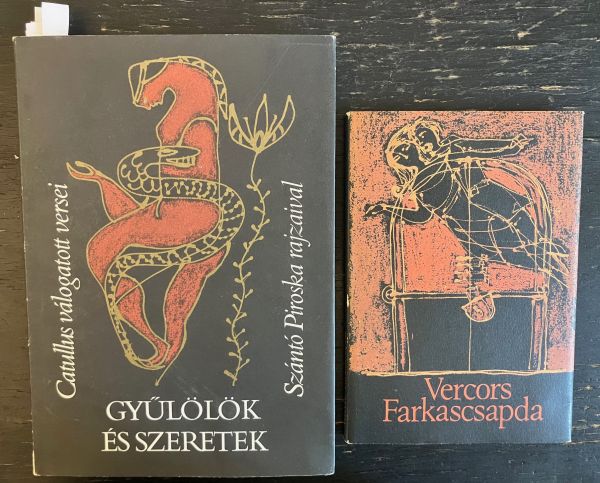 Catullus válogatott versei
Szántó Piroska rajzaival
GYŰLÖLÖK
ÉS SZERETEK
Vercors
Farkascsapda